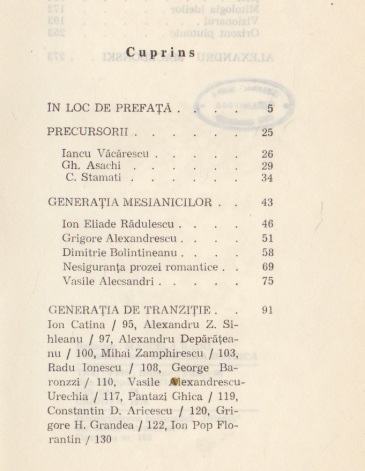 Cuprins
IN LOC DE PREFAȚĂ . . . . 5
PRECURSORII . . . . . . 25
Iancu Văcărescu . . . . . 26
Gh. Asachi . . . . . . 29
C. Stamati . . . . . . 34
GENERAȚIA MESIANICILOR . . 43
Ion Eliade Rădulescu . . . . 46
Grigore Alexandrescu . . . . 51
Dimitrie Bolintineanu . . . . 58
Nesiguranța prozei romantice . . 69
Vasile Alecsandri . . . . 75
GENERAȚIA DE TRANZIȚIE . . 91
Ion Catina / 95, Alexandru Z. Si-
hleanu / 97, Alexandru Depărățea-
nu / 100, Mihai Zamphirescu / 103,
Radu Ionescu / 108, George Ba-
ronzzi / 110, Vasile Alexandrescu-
Urechia / 117, Pantazi Ghica / 119,
Constantin D. Aricescu / 120, Gri-
gore H. Grandea / 122, Ion Pop Flo-
rantin / 130